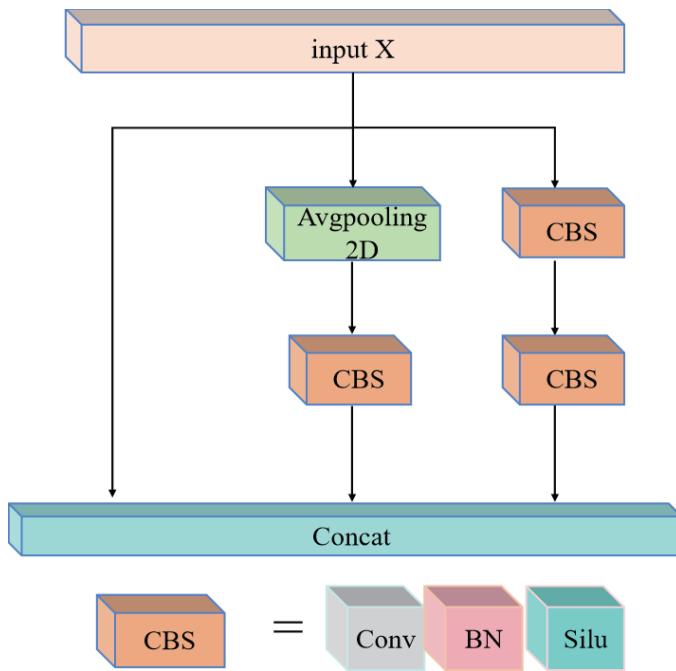 input X
Avgpooling
2D
CBS
CBS
CBS
Concat
CBS = Conv BN Silu